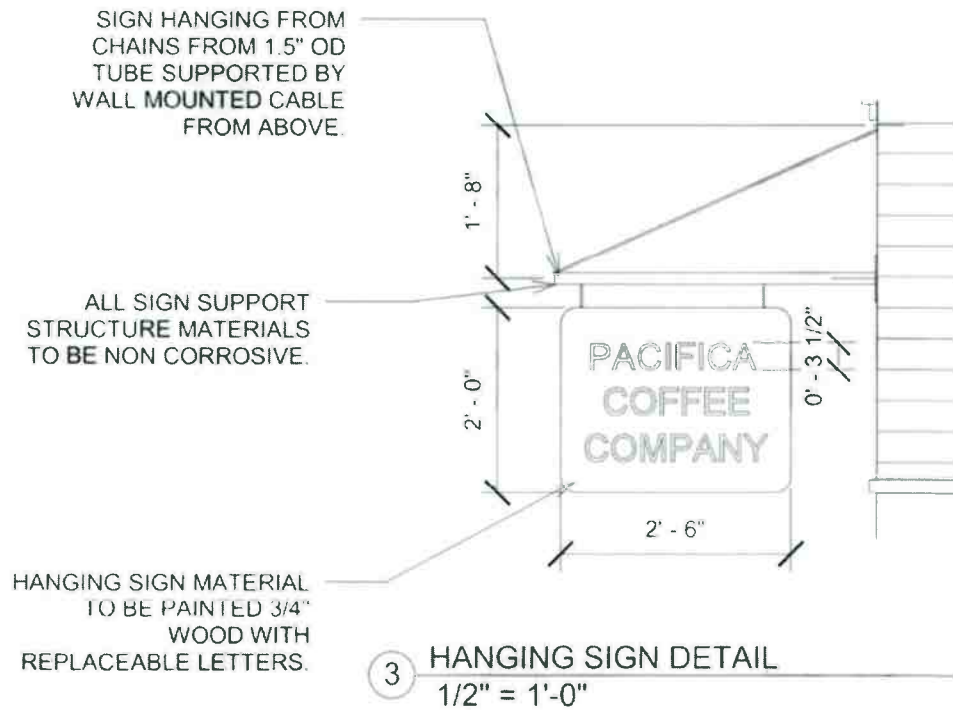 SIGN HANGING FROM
CHAINS FROM 1.5" OD
TUBE SUPPORTED BY
WALL MOUNTED CABLE
FROM ABOVE.
1' - 8"
ALL SIGN SUPPORT
STRUCTURE MATERIALS
TO BE NON CORROSIVE.
2' - 0"
PACIFICA
COFFEE
COMPANY
0' - 3 1/2"
2' - 6"
HANGING SIGN MATERIAL
TO BE PAINTED 3/4"
WOOD WITH
REPLACEABLE LETTERS.
3 HANGING SIGN DETAIL
1/2" = 1'-0"